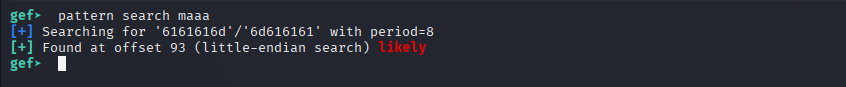 gef➤  pattern search maaa
[+] Searching for '6161616d'/'6d616161' with period=8
[+] Found at offset 93 (little-endian search) likely
gef➤